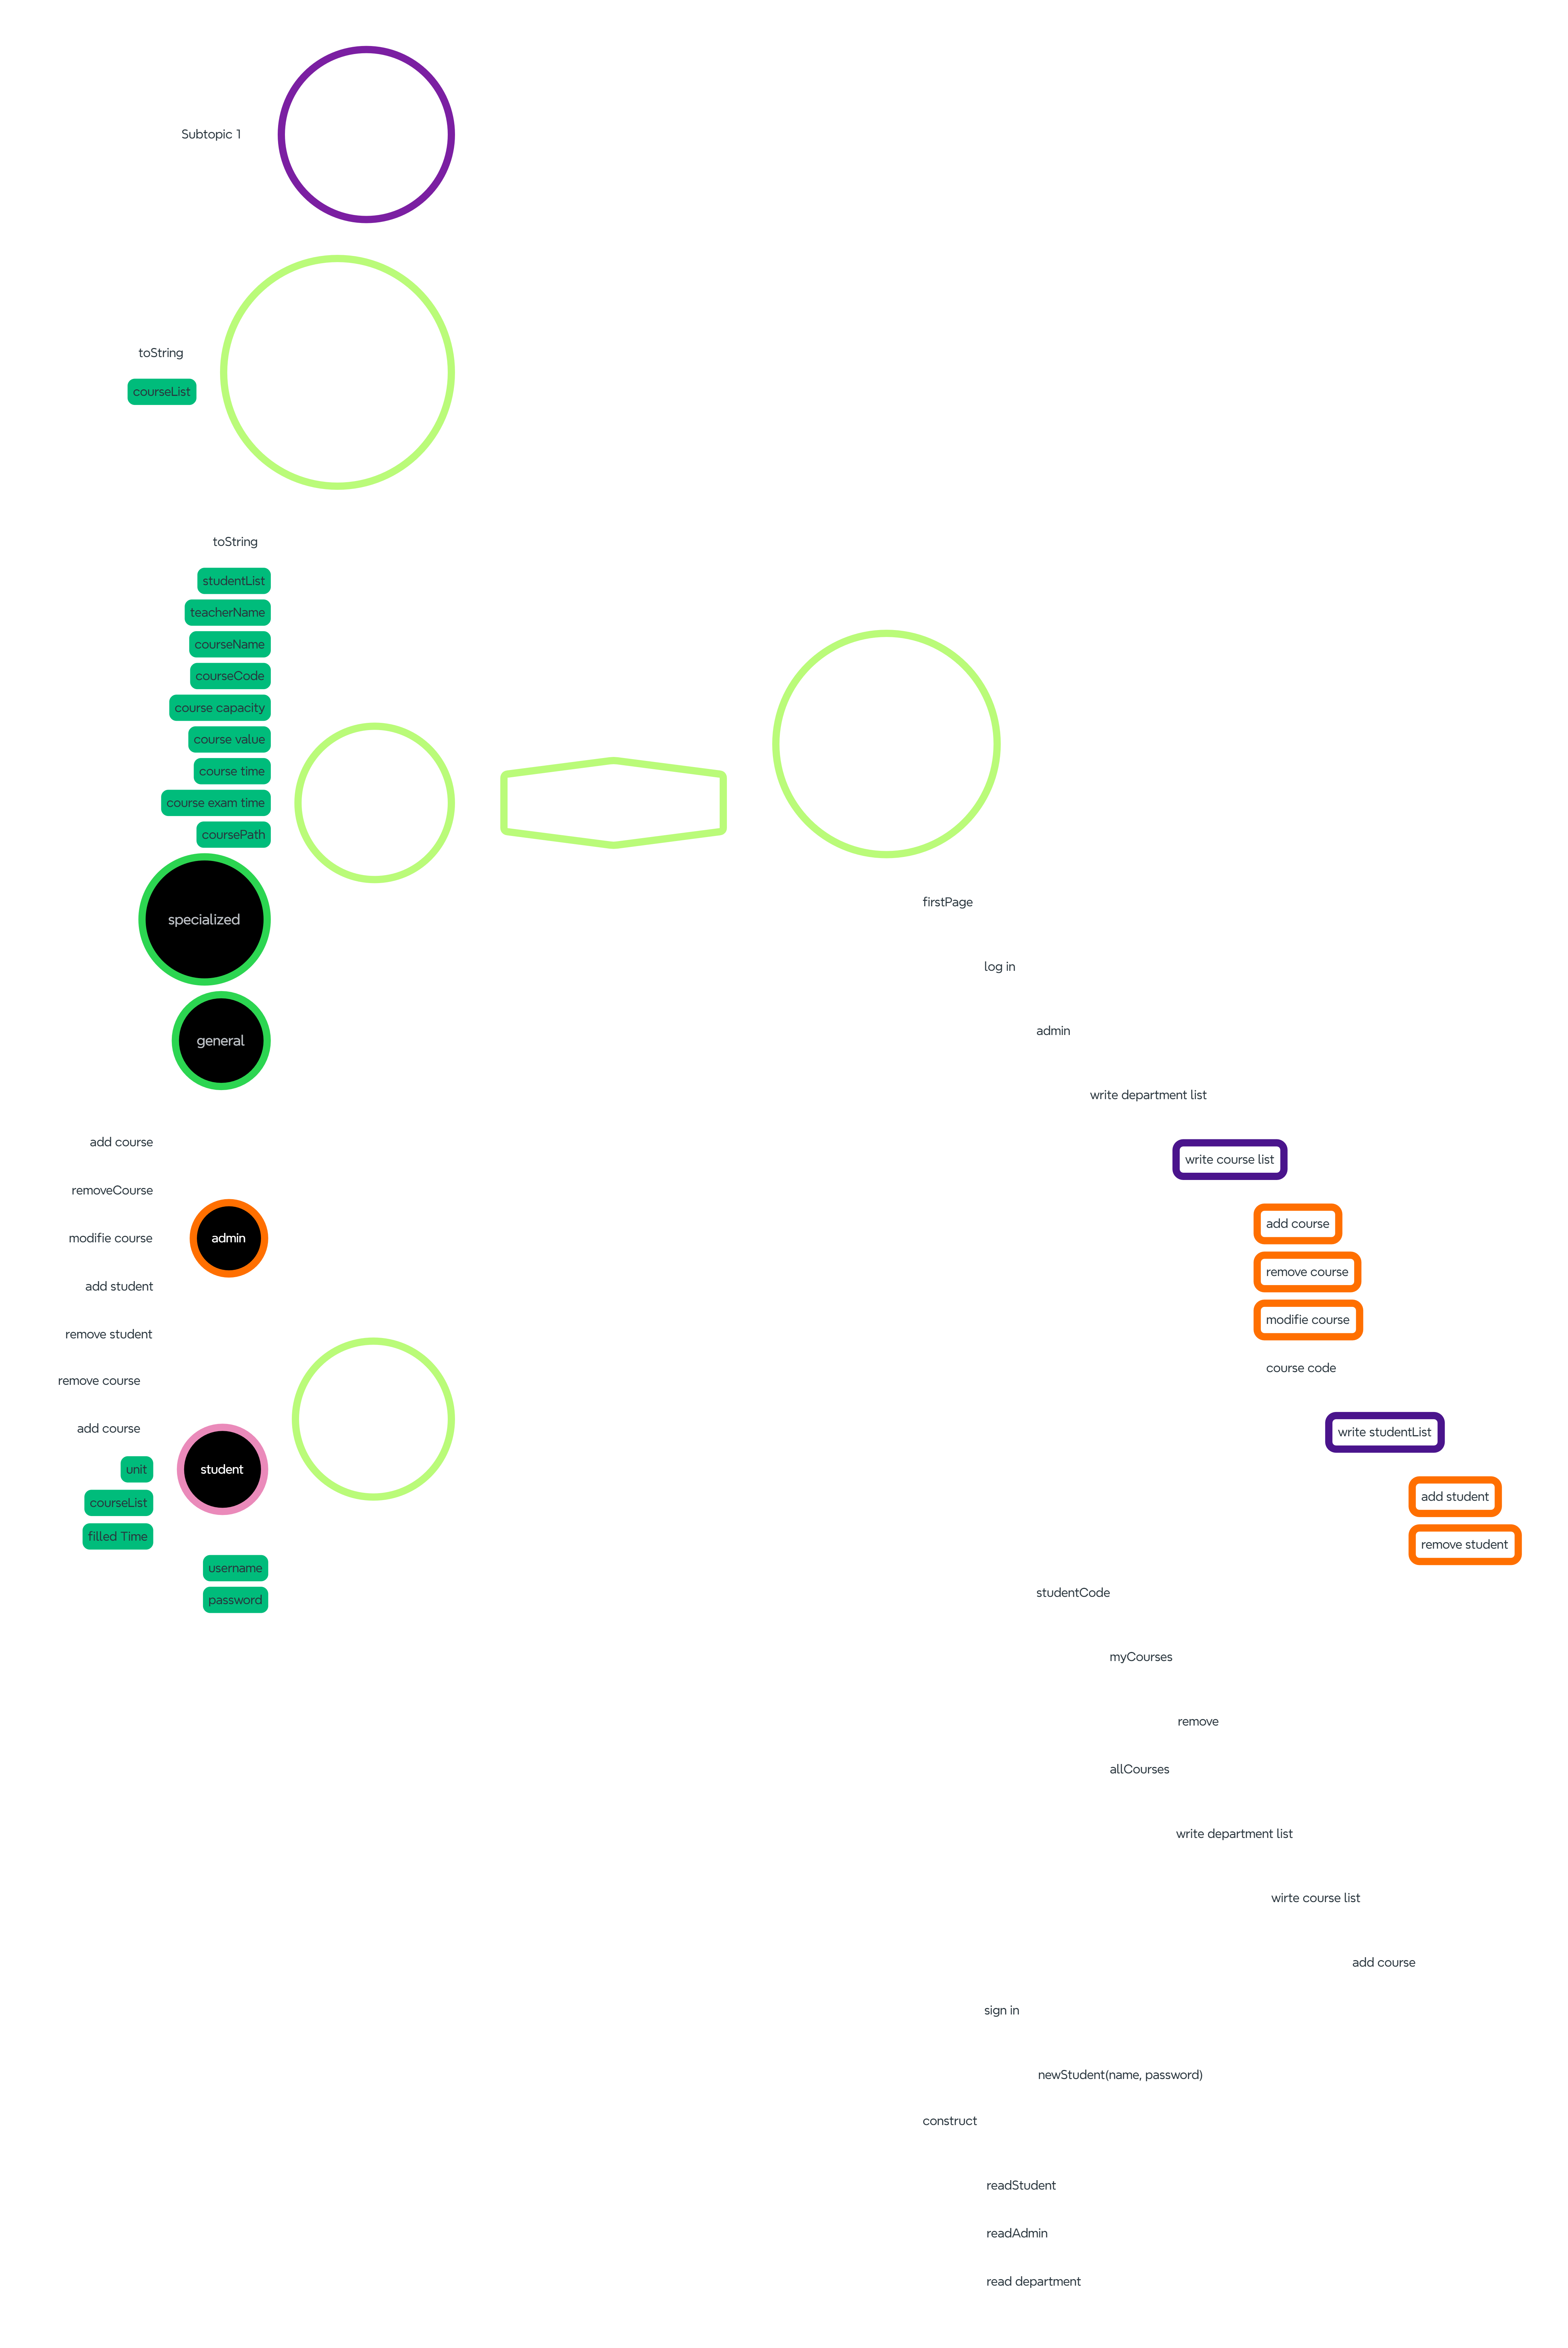 Subtopic 1
toString
courseList
toString
studentList
teacherName
courseName
courseCode
course capacity
course value
course time
course exam time
coursePath
specialized
general
add course
removeCourse
modifie course
admin
add student
remove student
remove course
add course
unit
student
courseList
filled Time
username
password
firstPage
log in
admin
write department list
write course list
add course
remove course
modifie course
course code
write studentList
add student
remove student
studentCode
myCourses
remove
allCourses
write department list
wirte course list
add course
sign in
newStudent(name, password)
construct
readStudent
readAdmin
read department